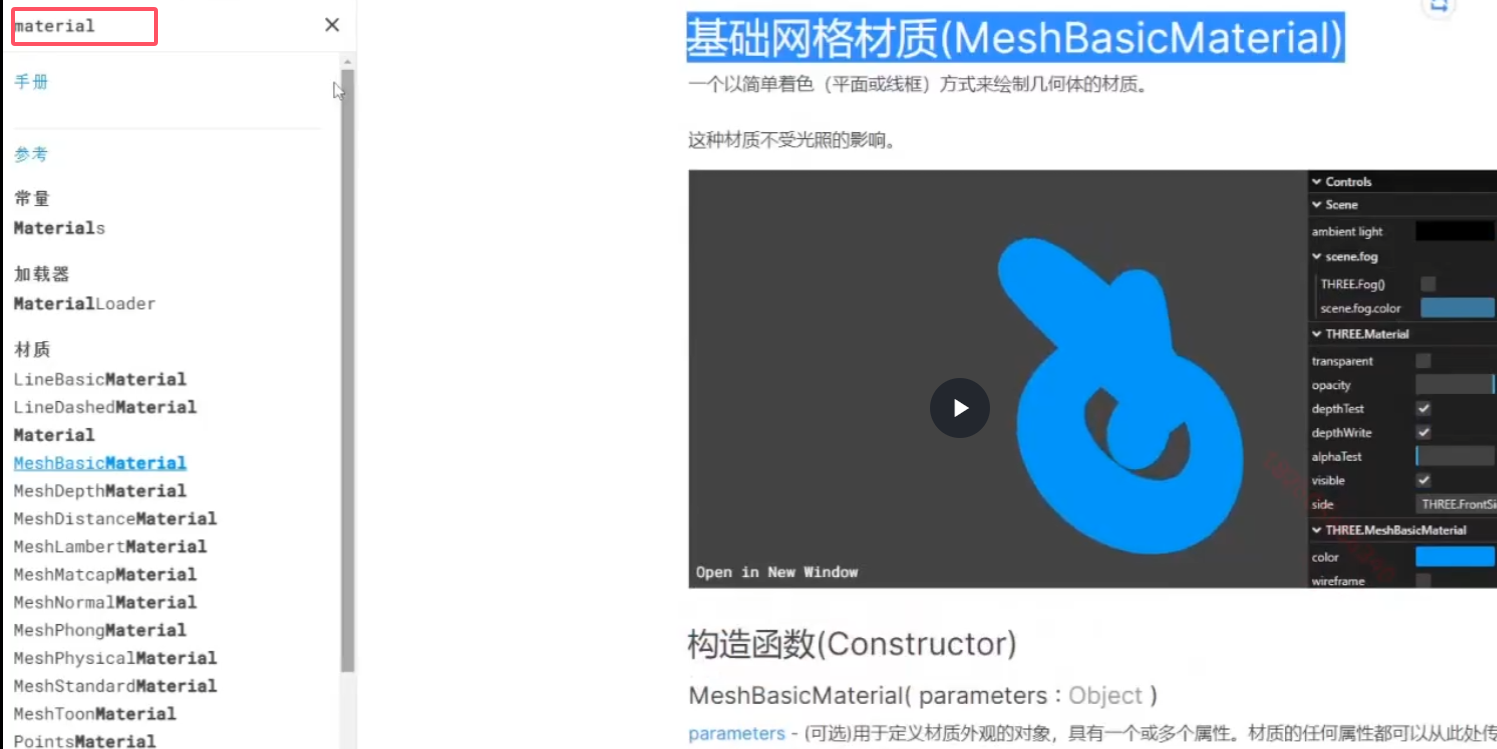 material
手册
参考
常量
Materials
加载器
MaterialLoader
材质
LineBasicMaterial
LineDashedMaterial
Material
MeshBasicMaterial
MeshDepthMaterial
MeshDistanceMaterial
MeshLambertMaterial
MeshMatcapMaterial
MeshNormalMaterial
MeshPhongMaterial
MeshPhysicalMaterial
MeshStandardMaterial
MeshToonMaterial
PointsMaterial
基础网格材质(MeshBasicMaterial)
一个以简单着色（平面或线框）方式来绘制几何体的材质。
这种材质不受光照的影响。
Controls
Scene
ambient light
scene.fog
THREE.Fog()
scene.fog.color
THREE.Material
transparent
opacity
depthTest
depthWrite
alphaTest
visible
side THREE.FrontSi
THREE.MeshBasicMaterial
color
wireframe
Open in New Window
构造函数(Constructor)
MeshBasicMaterial( parameters : Object )
parameters - (可选)用于定义材质外观的对象，具有一个或多个属性。材质的任何属性都可以从此处传